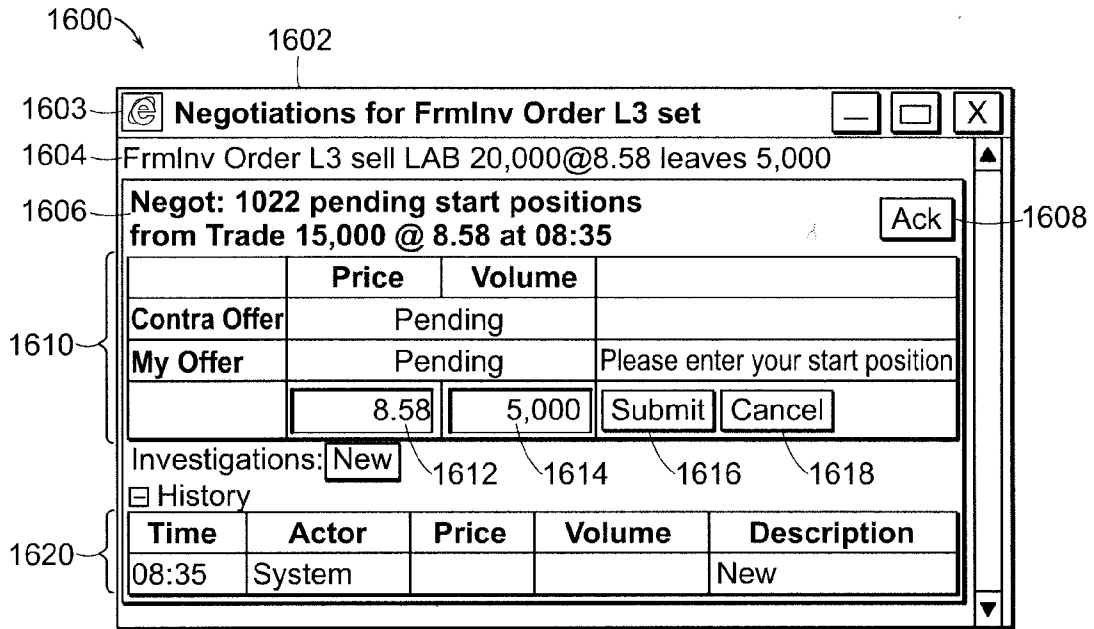 1600
1602
1603
Negotiations for FrmInv Order L3 set
X
1604
FrmInv Order L3 sell LAB 20,000@8.58 leaves 5,000
1606
Negot: 1022 pending start positions
from Trade 15,000 @ 8.58 at 08:35
Ack
1608
1610
Price Volume
Contra Offer Pending
My Offer Pending Please enter your start position
8.58 5,000 Submit Cancel
Investigations: New
1612 1614 1616 1618
History
1620
Time Actor Price Volume Description
08:35 System New